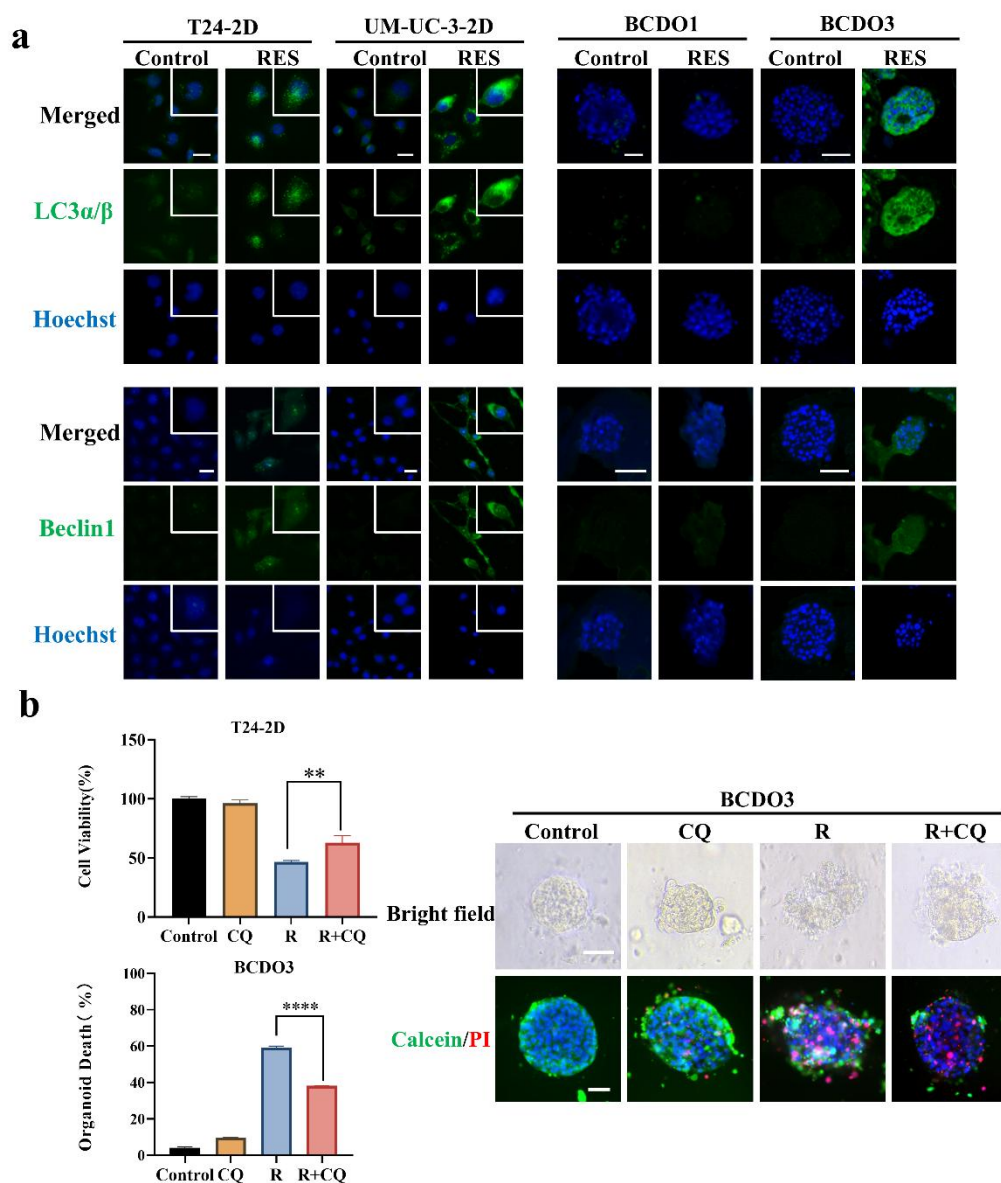 a
T24-2D UM-UC-3-2D BCDO1 BCDO3
Control RES Control RES Control RES Control RES
Merged
LC3α/β
Hoechst
Merged
Beclin1
Hoechst
b
T24-2D
Cell Viability(%)
150
100
50
0
**
Control CQ R R+CQ
BCDO3
Organoid Death（%）
100
80
60
40
20
0
****
Control CQ R R+CQ
BCDO3
Control CQ R R+CQ
Bright field
Calcein/PI